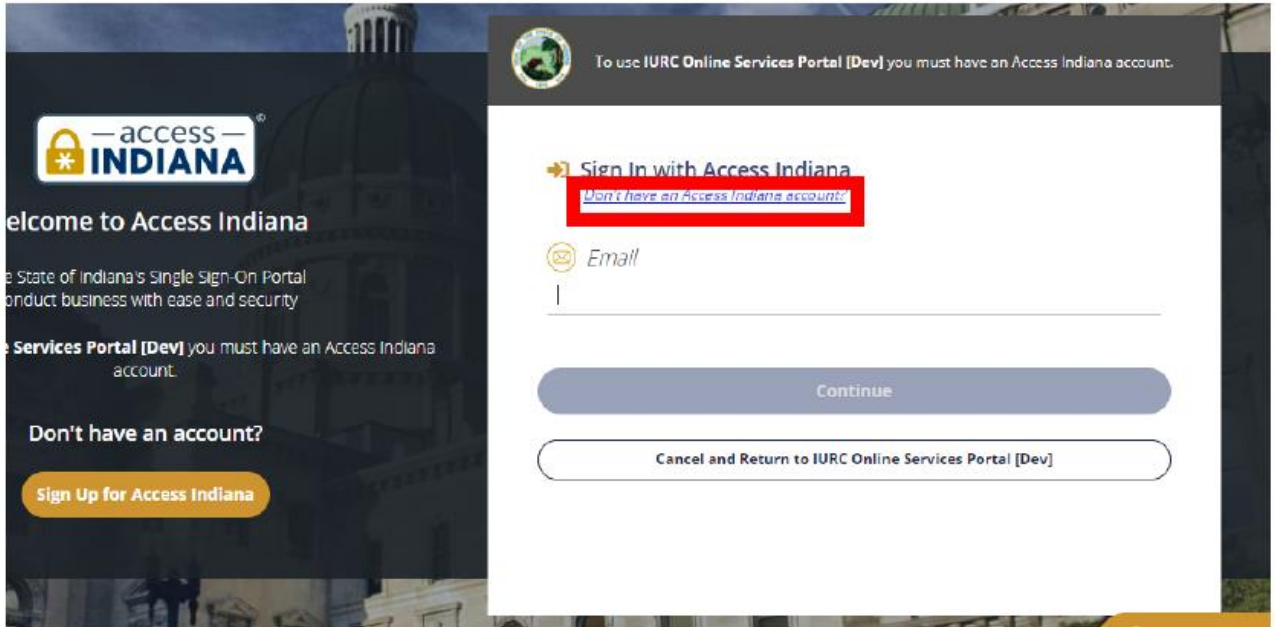 To use IURC Online Services Portal [Dev] you must have an Access Indiana account.
access
INDIANA
®
elcome to Access Indiana
e State of Indiana's Single Sign-On Portal
onduct business with ease and security
Services Portal [Dev] you must have an Access Indiana
account.
Don't have an account?
Sign Up for Access Indiana
Sign In with Access Indiana
Don't have an Access Indiana account?
Email
Continue
Cancel and Return to IURC Online Services Portal [Dev]